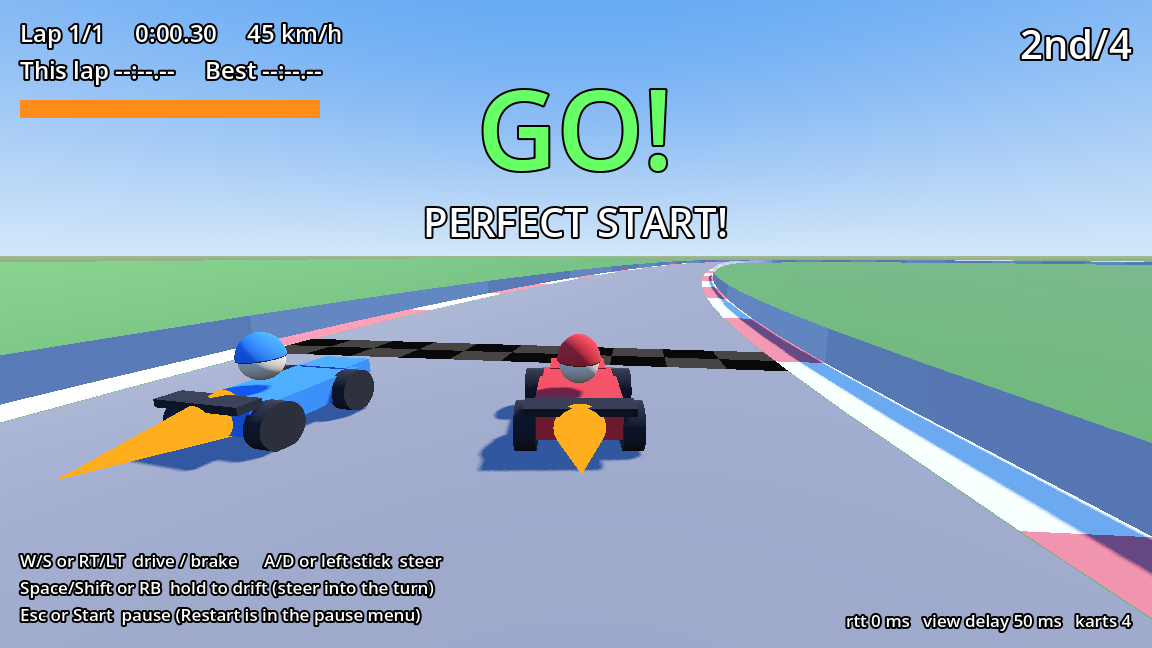 Lap 1/1 0:00.30 45 km/h
2nd/4
This lap --:--.-- Best --:--.--
GO!
PERFECT START!
W/S or RT/LT drive / brake A/D or left stick steer
Space/Shift or RB hold to drift (steer into the turn)
Esc or Start pause (Restart is in the pause menu)
rtt 0 ms view delay 50 ms karts 4